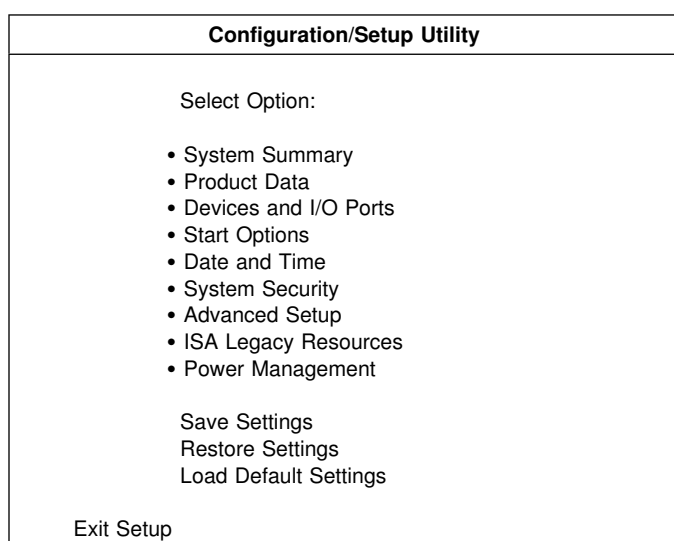 Configuration/Setup Utility
Select Option:
• System Summary
• Product Data
• Devices and I/O Ports
• Start Options
• Date and Time
• System Security
• Advanced Setup
• ISA Legacy Resources
• Power Management
Save Settings
Restore Settings
Load Default Settings
Exit Setup